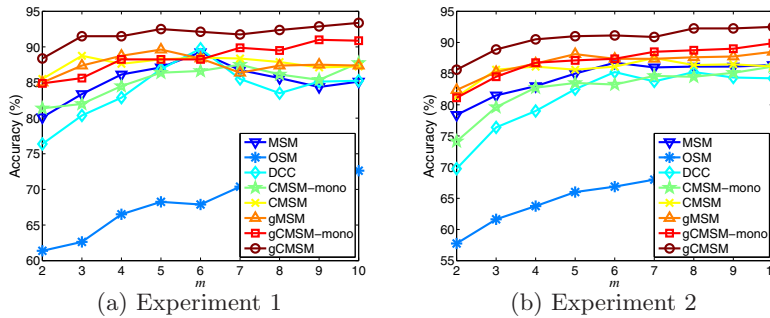 95
90
85
80
75
70
65
60
Accuracy (%)
2 3 4 5 6 7 8 9 10
m
MSM
OSM
DCC
CMSM-mono
CMSM
gMSM
gCMSM-mono
gCMSM
(a) Experiment 1
95
90
85
80
75
70
65
60
55
Accuracy (%)
2 3 4 5 6 7 8 9
m
MSM
OSM
DCC
CMSM-mono
CMSM
gMSM
gCMSM-mono
gCMSM
(b) Experiment 2